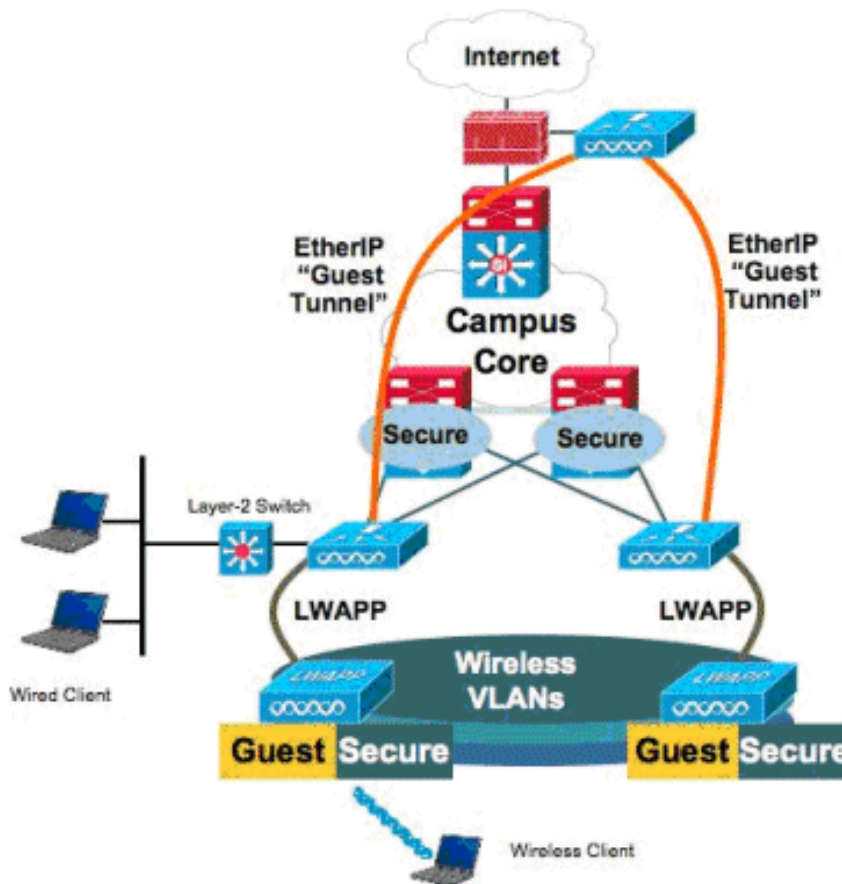 Internet
EtherIP
"Guest
Tunnel"
EtherIP
"Guest
Tunnel"
SI
Campus
Core
Secure
Secure
Layer-2 Switch
LWAPP
LWAPP
Wireless
VLANs
LWAPP
LWAPP
Wired Client
Guest Secure
Guest Secure
Wireless Client